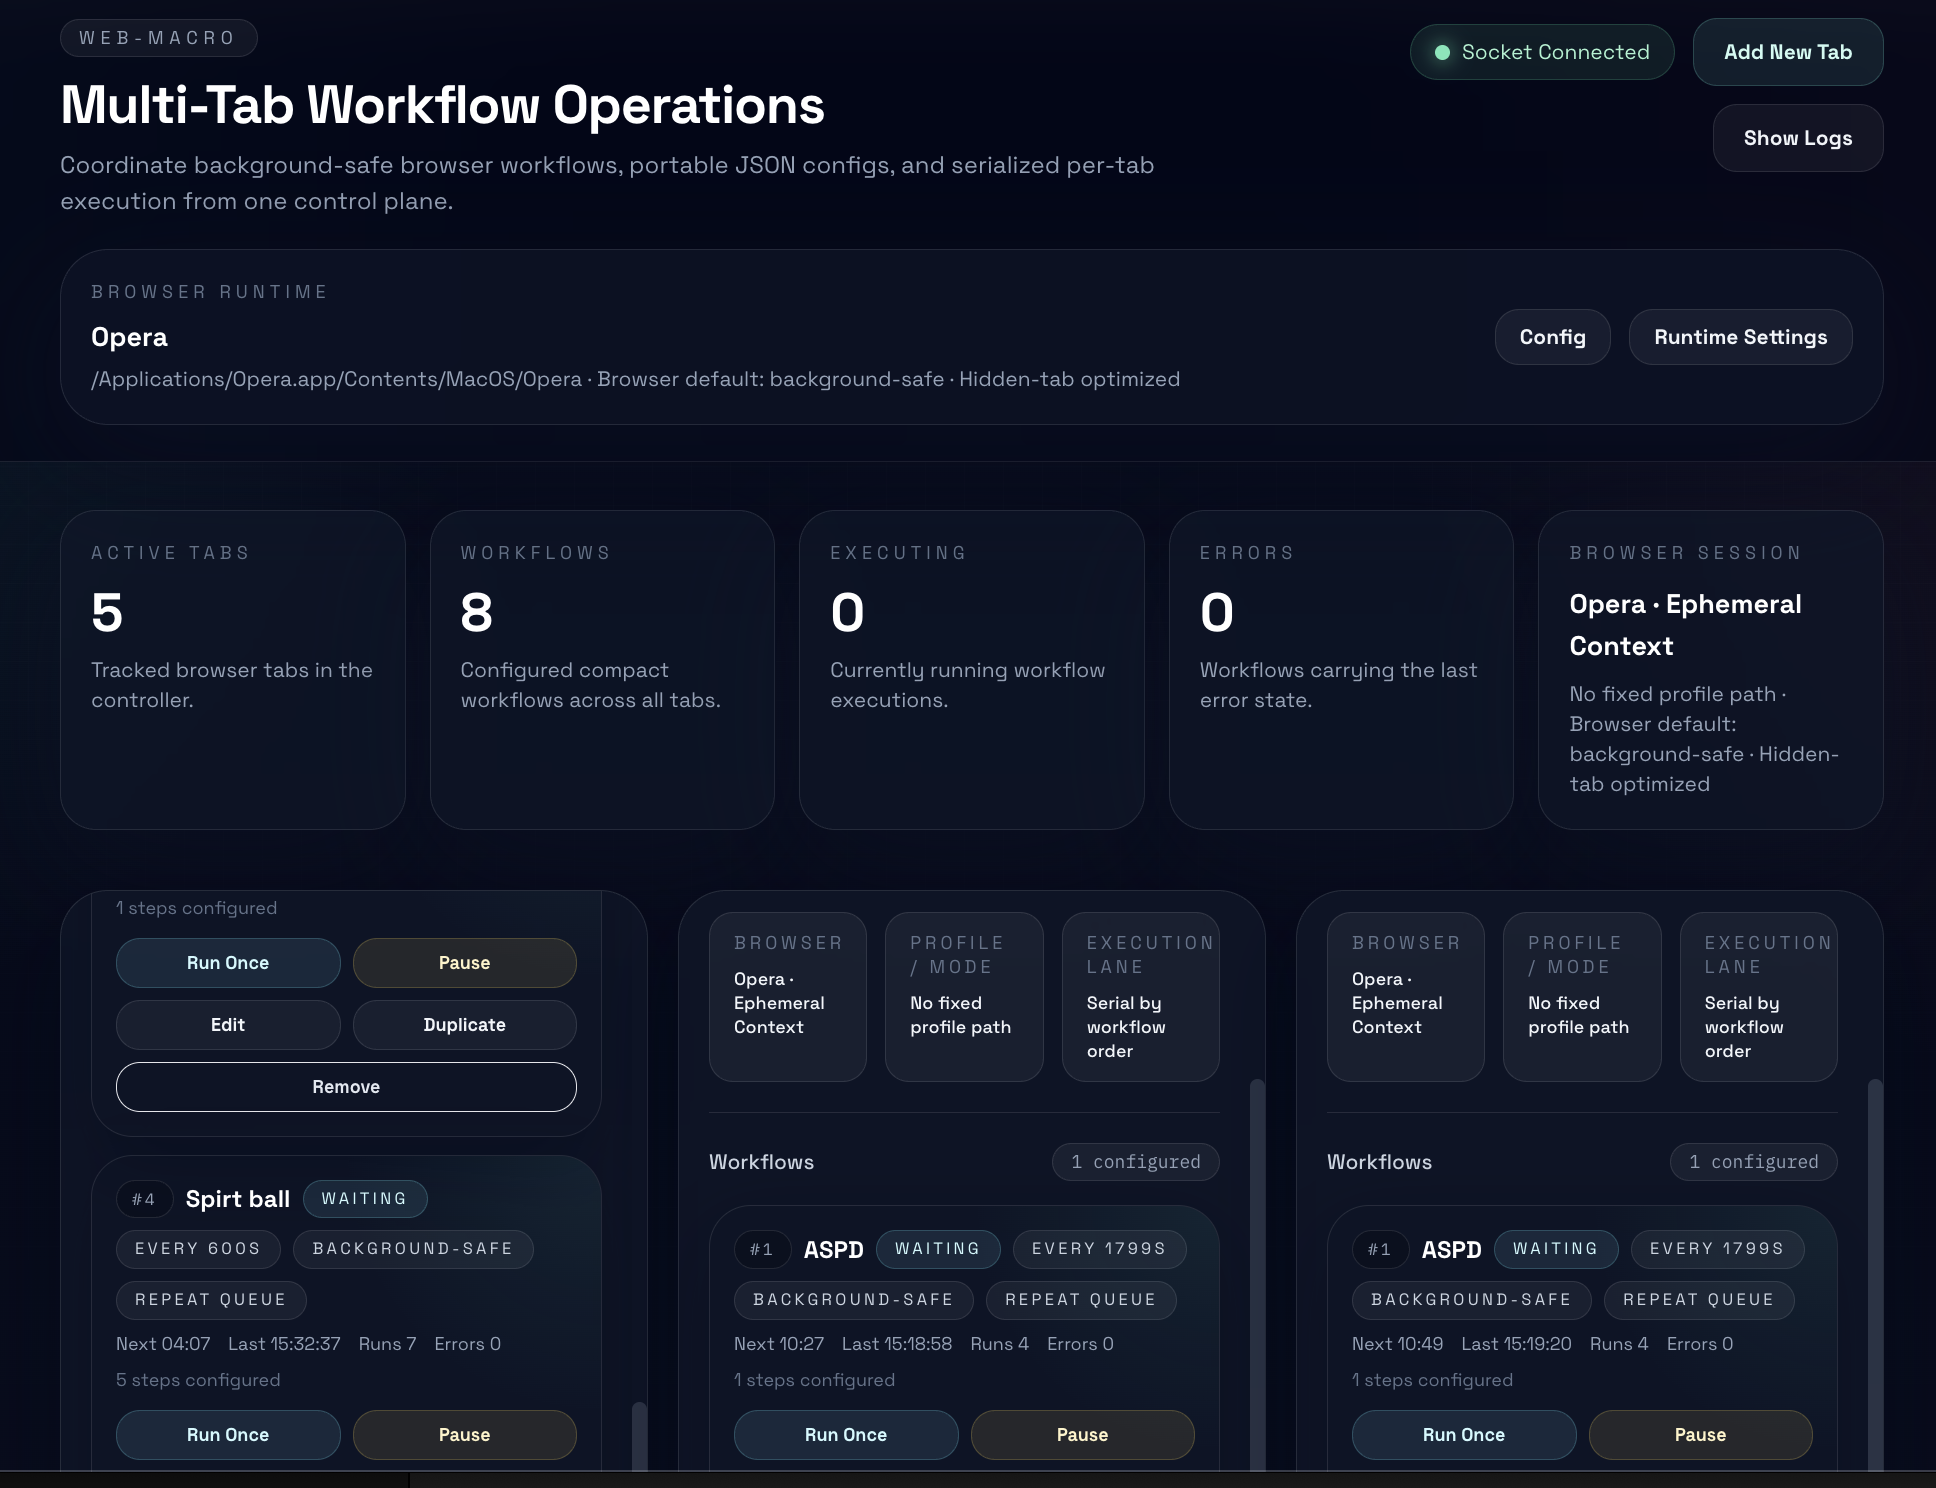 WEB-MACRO
Multi-Tab Workflow Operations
Coordinate background-safe browser workflows, portable JSON configs, and serialized per-tab
execution from one control plane.
Socket Connected
Add New Tab
Show Logs
BROWSER RUNTIME
Opera
/Applications/Opera.app/Contents/MacOS/Opera · Browser default: background-safe · Hidden-tab optimized
Config
Runtime Settings
ACTIVE TABS
5
Tracked browser tabs in the
controller.
WORKFLOWS
8
Configured compact
workflows across all tabs.
EXECUTING
0
Currently running workflow
executions.
ERRORS
0
Workflows carrying the last
error state.
BROWSER SESSION
Opera · Ephemeral
Context
No fixed profile path ·
Browser default:
background-safe · Hidden-
tab optimized
1 steps configured
Run Once
Pause
Edit
Duplicate
Remove
#4 Spirt ball WAITING
EVERY 600S BACKGROUND-SAFE
REPEAT QUEUE
Next 04:07 Last 15:32:37 Runs 7 Errors 0
5 steps configured
Run Once
Pause
BROWSER
Opera ·
Ephemeral
Context
PROFILE
/ MODE
No fixed
profile path
EXECUTION
LANE
Serial by
workflow
order
Workflows
1 configured
#1 ASPD WAITING EVERY 1799S
BACKGROUND-SAFE REPEAT QUEUE
Next 10:27 Last 15:18:58 Runs 4 Errors 0
1 steps configured
Run Once
Pause
BROWSER
Opera ·
Ephemeral
Context
PROFILE
/ MODE
No fixed
profile path
EXECUTION
LANE
Serial by
workflow
order
Workflows
1 configured
#1 ASPD WAITING EVERY 1799S
BACKGROUND-SAFE REPEAT QUEUE
Next 10:49 Last 15:19:20 Runs 4 Errors 0
1 steps configured
Run Once
Pause